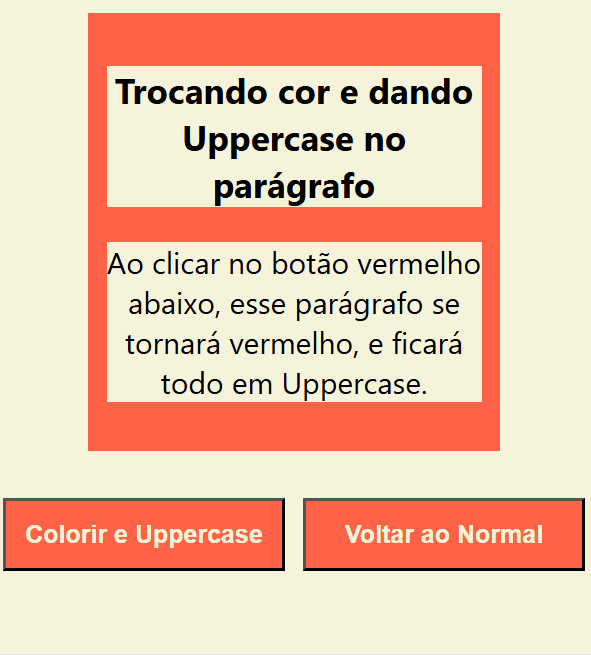 Trocando cor e dando
Uppercase no
parágrafo
Ao clicar no botão vermelho
abaixo, esse parágrafo se
tornará vermelho, e ficará
todo em Uppercase.
Colorir e Uppercase
Voltar ao Normal